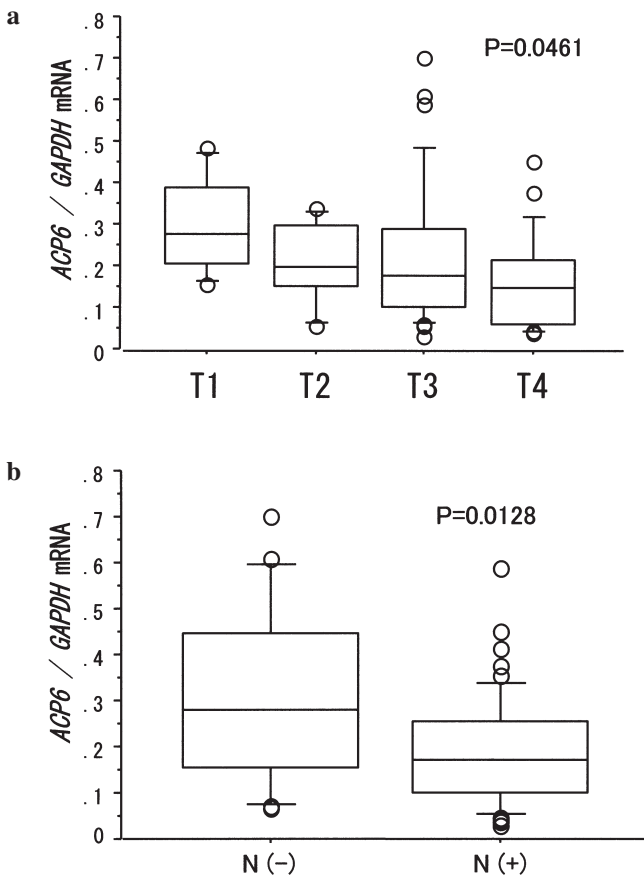 a
.8
.7
.6
.5
.4
.3
.2
.1
0
ACP6 / GAPDH mRNA
P=0.0461
T1 T2 T3 T4
b
.8
.7
.6
.5
.4
.3
.2
.1
0
ACP6 / GAPDH mRNA
P=0.0128
N (-) N (+)